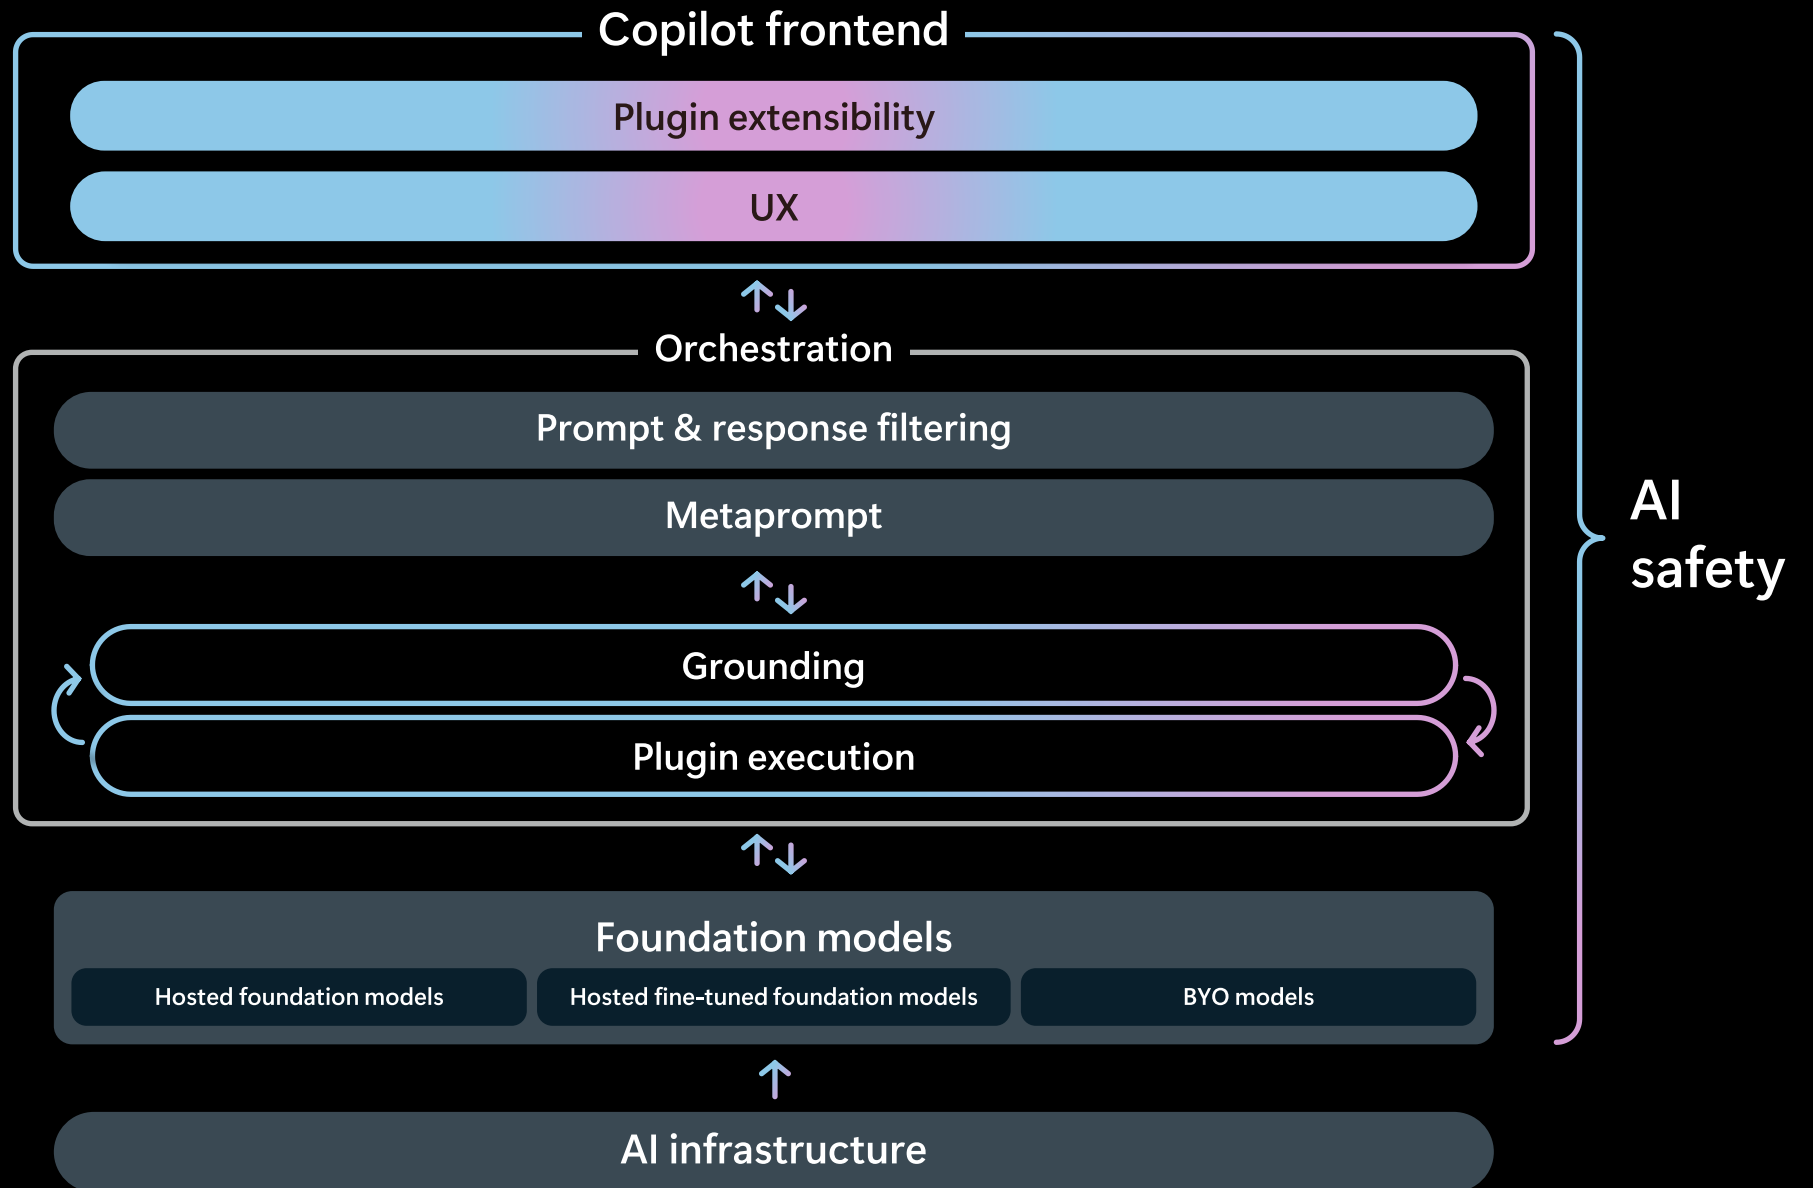 Copilot frontend
Plugin extensibility
UX
Orchestration
Prompt & response filtering
Metaprompt
Grounding
Plugin execution
Foundation models
Hosted foundation models
Hosted fine-tuned foundation models
BYO models
AI infrastructure
AI
safety